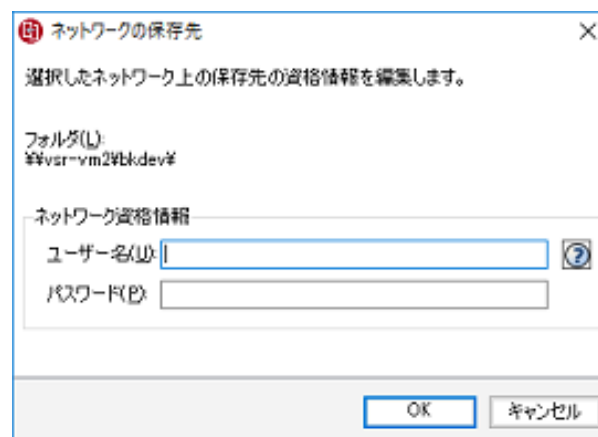 ネットワークの保存先
選択したネットワーク上の保存先の資格情報を編集します。
フォルダ(L):
¥¥vsr-vm2¥bkdev¥
ネットワーク資格情報
ユーザー名(U):
パスワード(P):
OK
キャンセル